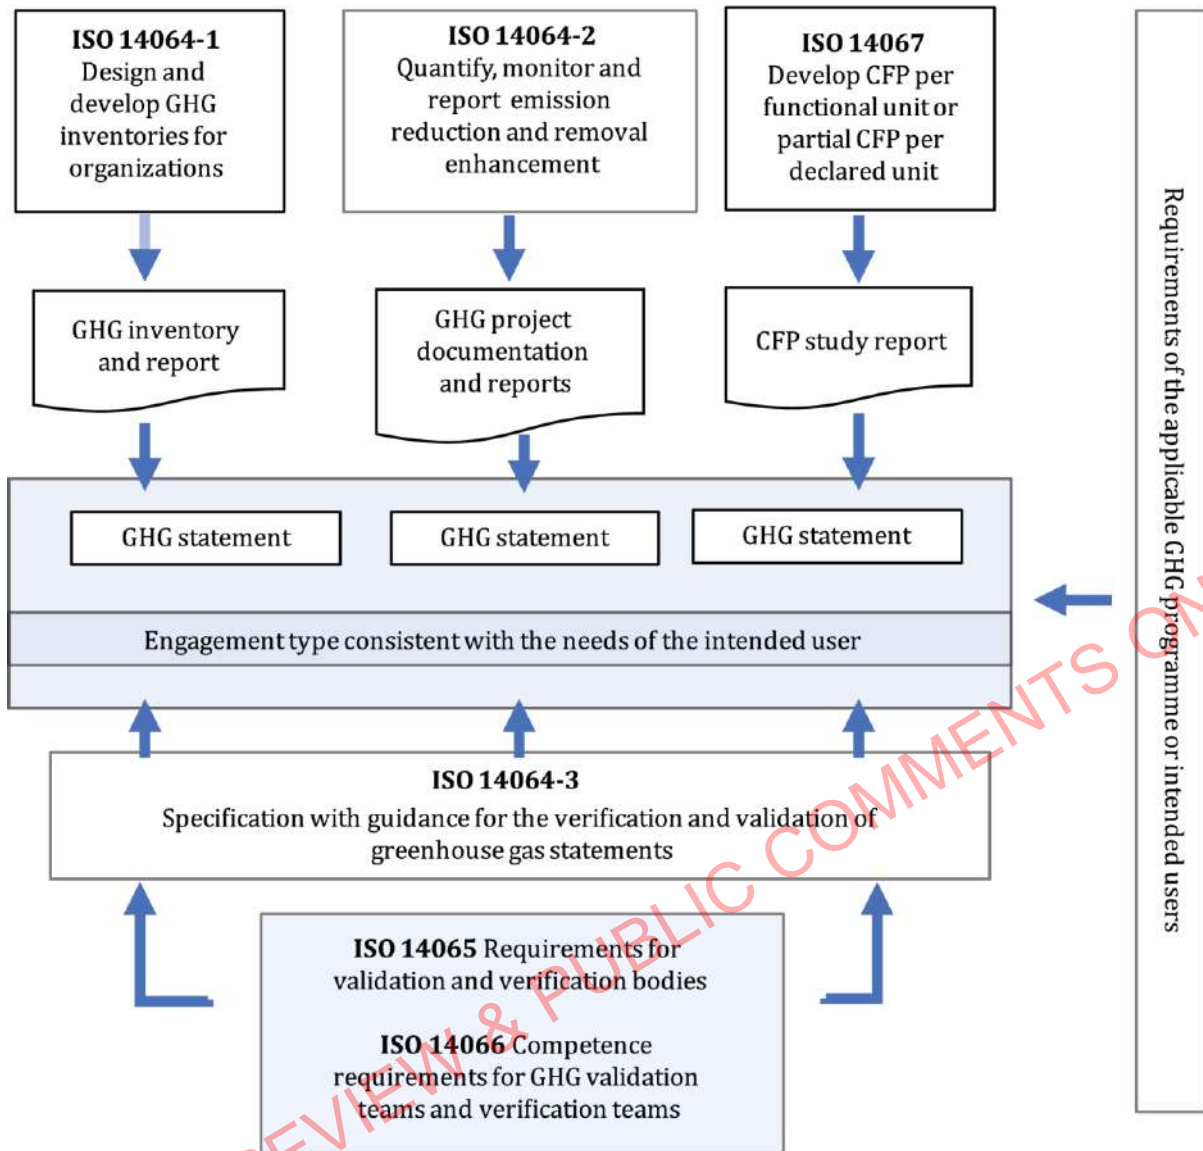 ISO 14064-1
Design and
develop GHG
inventories for
organizations
ISO 14064-2
Quantify, monitor and
report emission
reduction and removal
enhancement
ISO 14067
Develop CFP per
functional unit or
partial CFP per
declared unit
GHG inventory
and report
GHG project
documentation
and reports
CFP study report
GHG statement
GHG statement
GHG statement
Engagement type consistent with the needs of the intended user
ISO 14064-3
Specification with guidance for the verification and validation of
greenhouse gas statements
ISO 14065 Requirements for
validation and verification bodies
ISO 14066 Competence
requirements for GHG validation
teams and verification teams
Requirements of the applicable GHG programme or intended users
REVIEW & PUBLIC COMMENTS